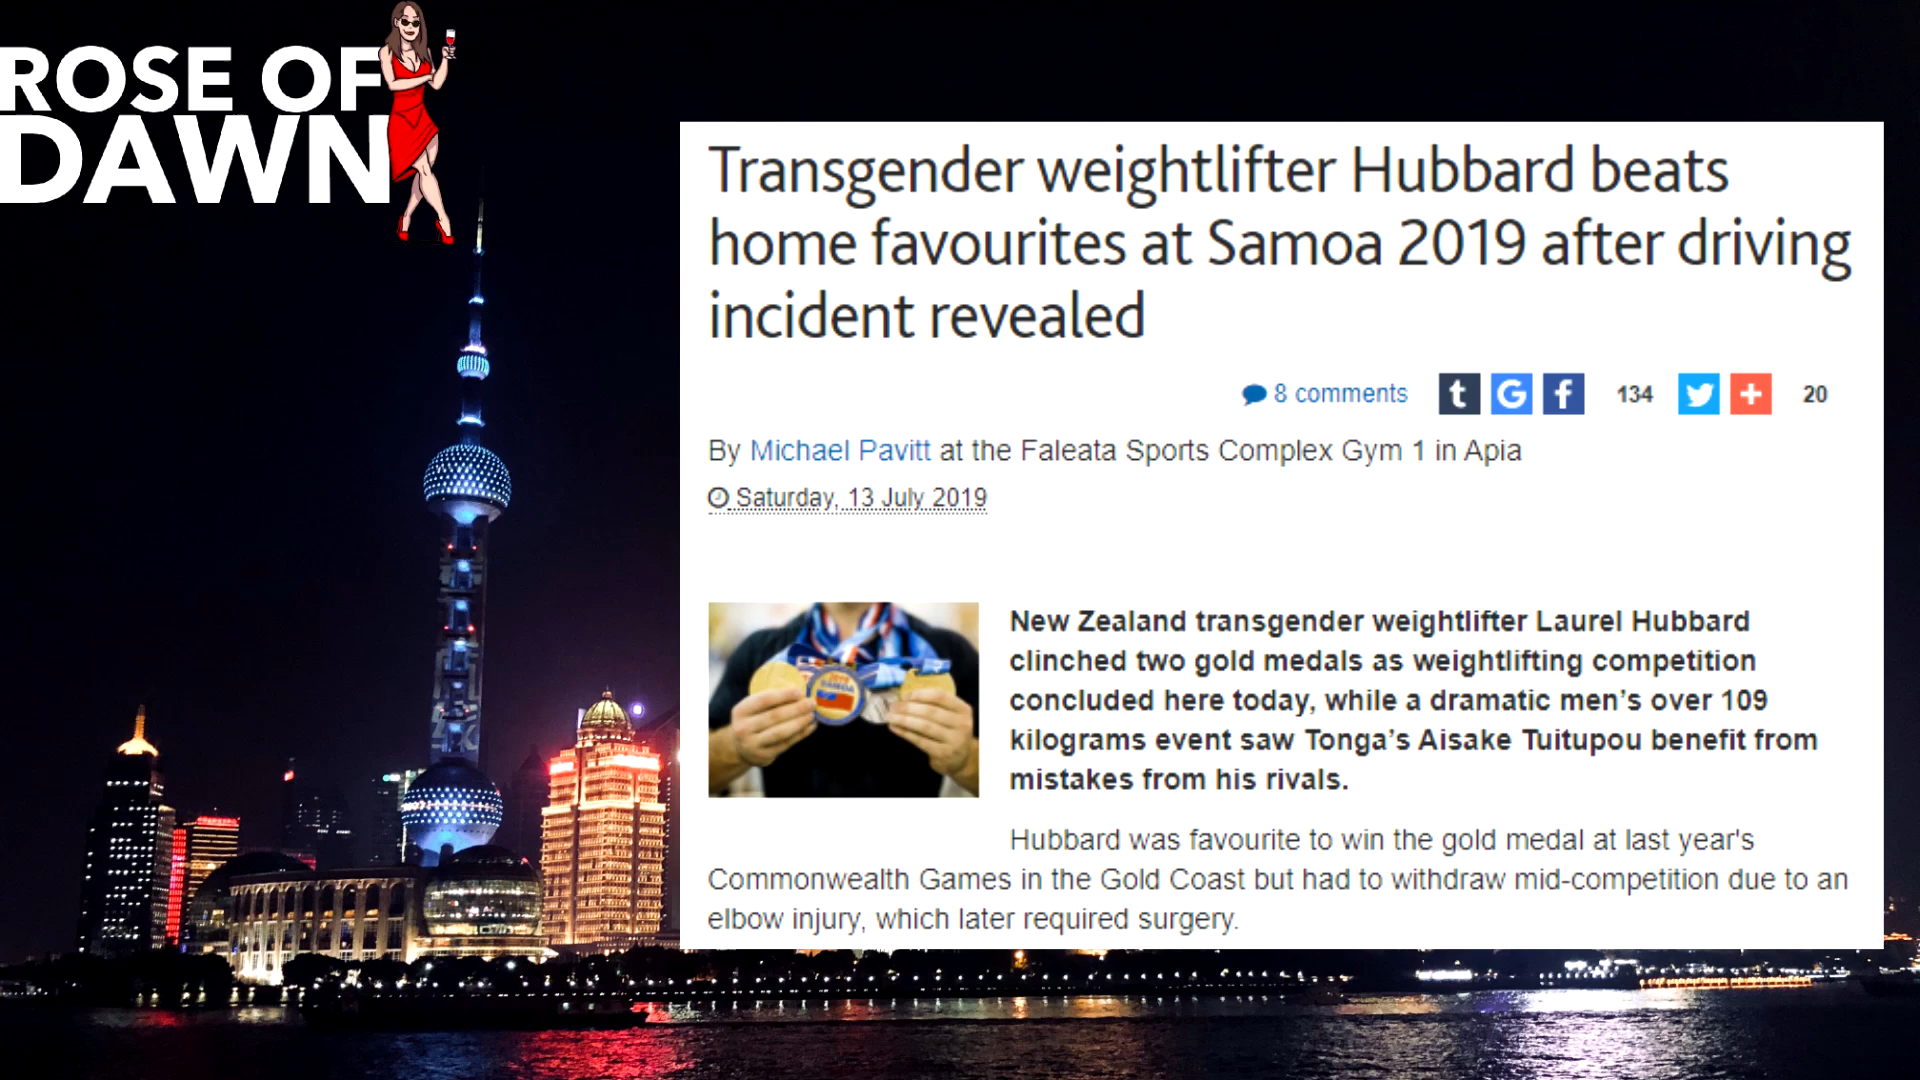 ROSE OF
DAWN
Transgender weightlifter Hubbard beats
home favourites at Samoa 2019 after driving
incident revealed
8 comments
t G f 134 + 20
By Michael Pavitt at the Faleata Sports Complex Gym 1 in Apia
Saturday, 13 July 2019
New Zealand transgender weightlifter Laurel Hubbard
clinched two gold medals as weightlifting competition
concluded here today, while a dramatic men's over 109
kilograms event saw Tonga's Aisake Tuitupou benefit from
mistakes from his rivals.
Hubbard was favourite to win the gold medal at last year's
Commonwealth Games in the Gold Coast but had to withdraw mid-competition due to an
elbow injury, which later required surgery.